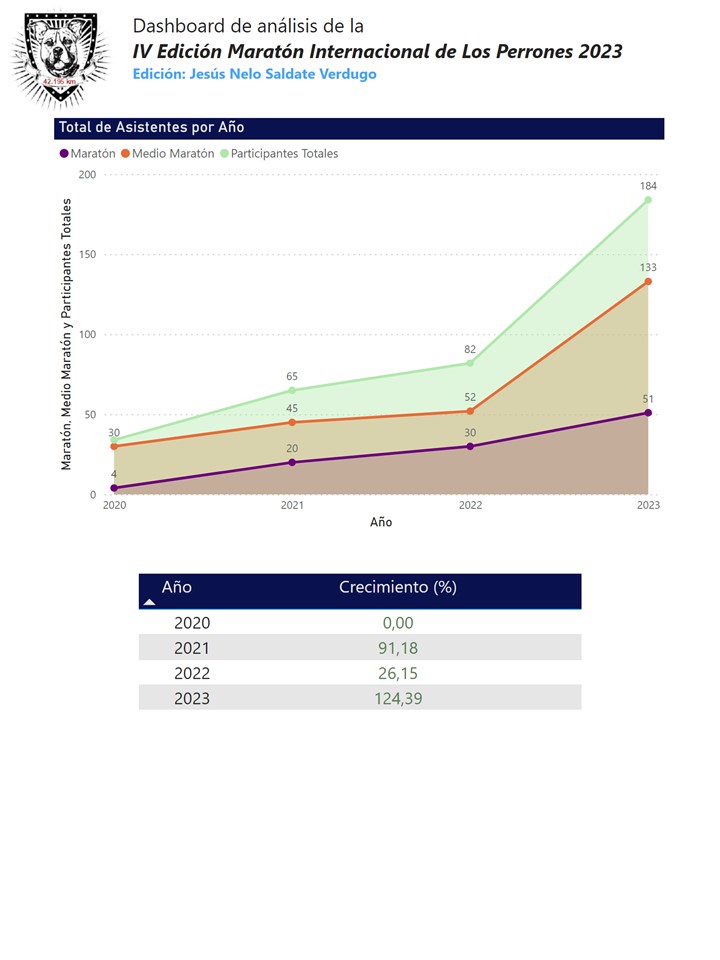 Dashboard de análisis de la
IV Edición Maratón Internacional de Los Perrones 2023
Edición: Jesús Nelo Saldate Verdugo
42.195 km
Total de Asistentes por Año
Maratón Medio Maratón Participantes Totales
Maratón, Medio Maratón y Participantes Totales
200
150
100
50
0
184
133
82
65
52
51
45
30
30
20
4
2020 2021 2022 2023
Año
Año Crecimiento (%)
2020 0,00
2021 91,18
2022 26,15
2023 124,39